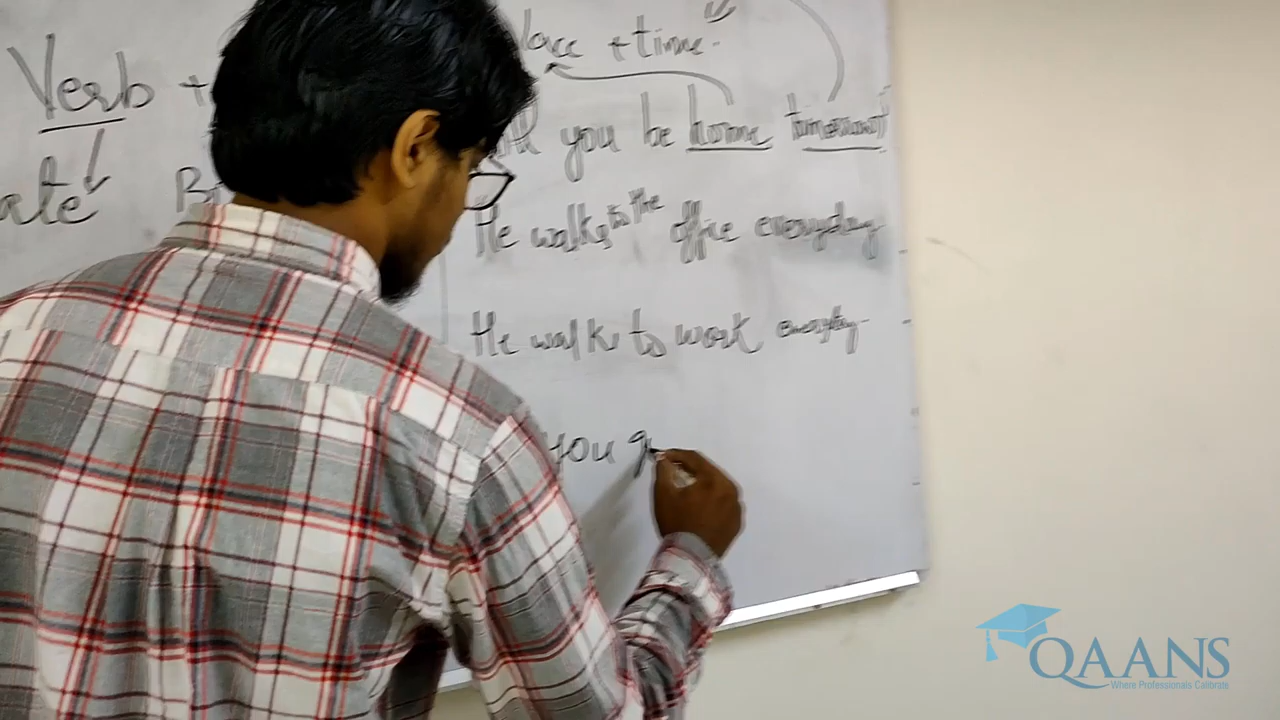 Verb + place + time.
you be home tomorrow
ate
He walks to the office everyday
He walks to work everyday.
you
QAANS
Where Professionals Calibrate